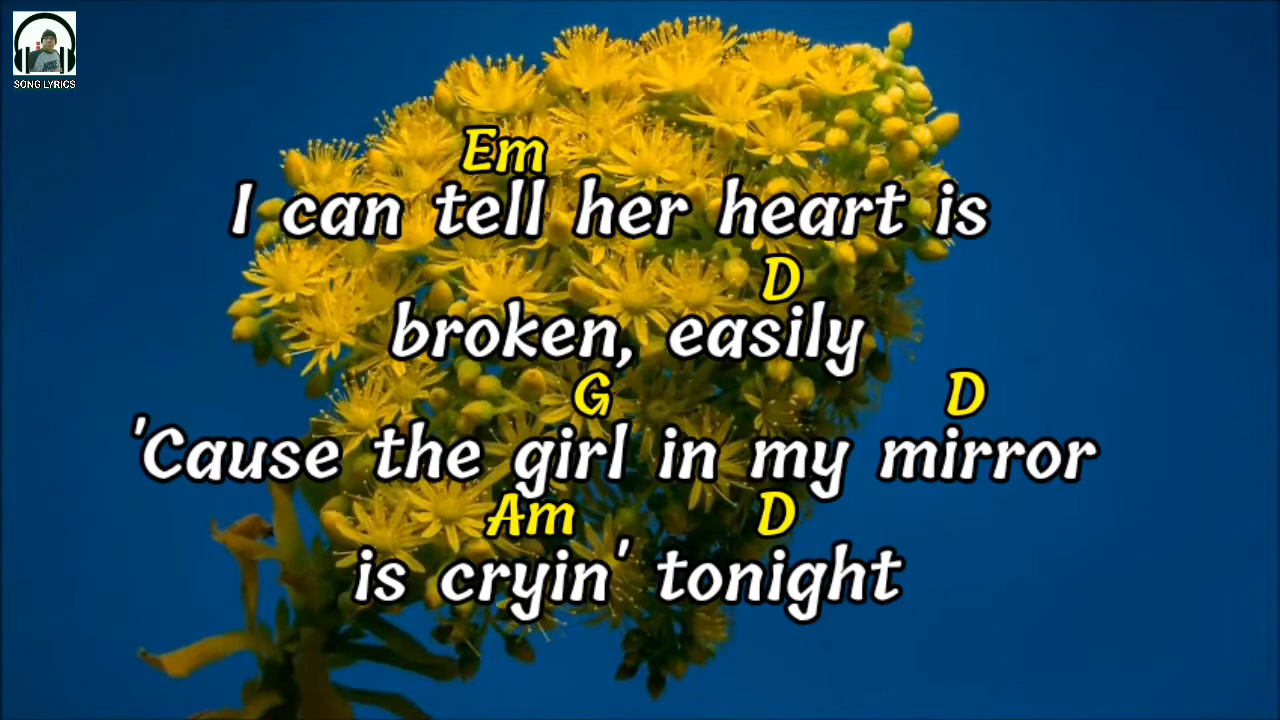 SONG LYRICS
Em
I can tell her heart is
D
broken, easily
G D
'Cause the girl in my mirror
Am D
is cryin' tonight